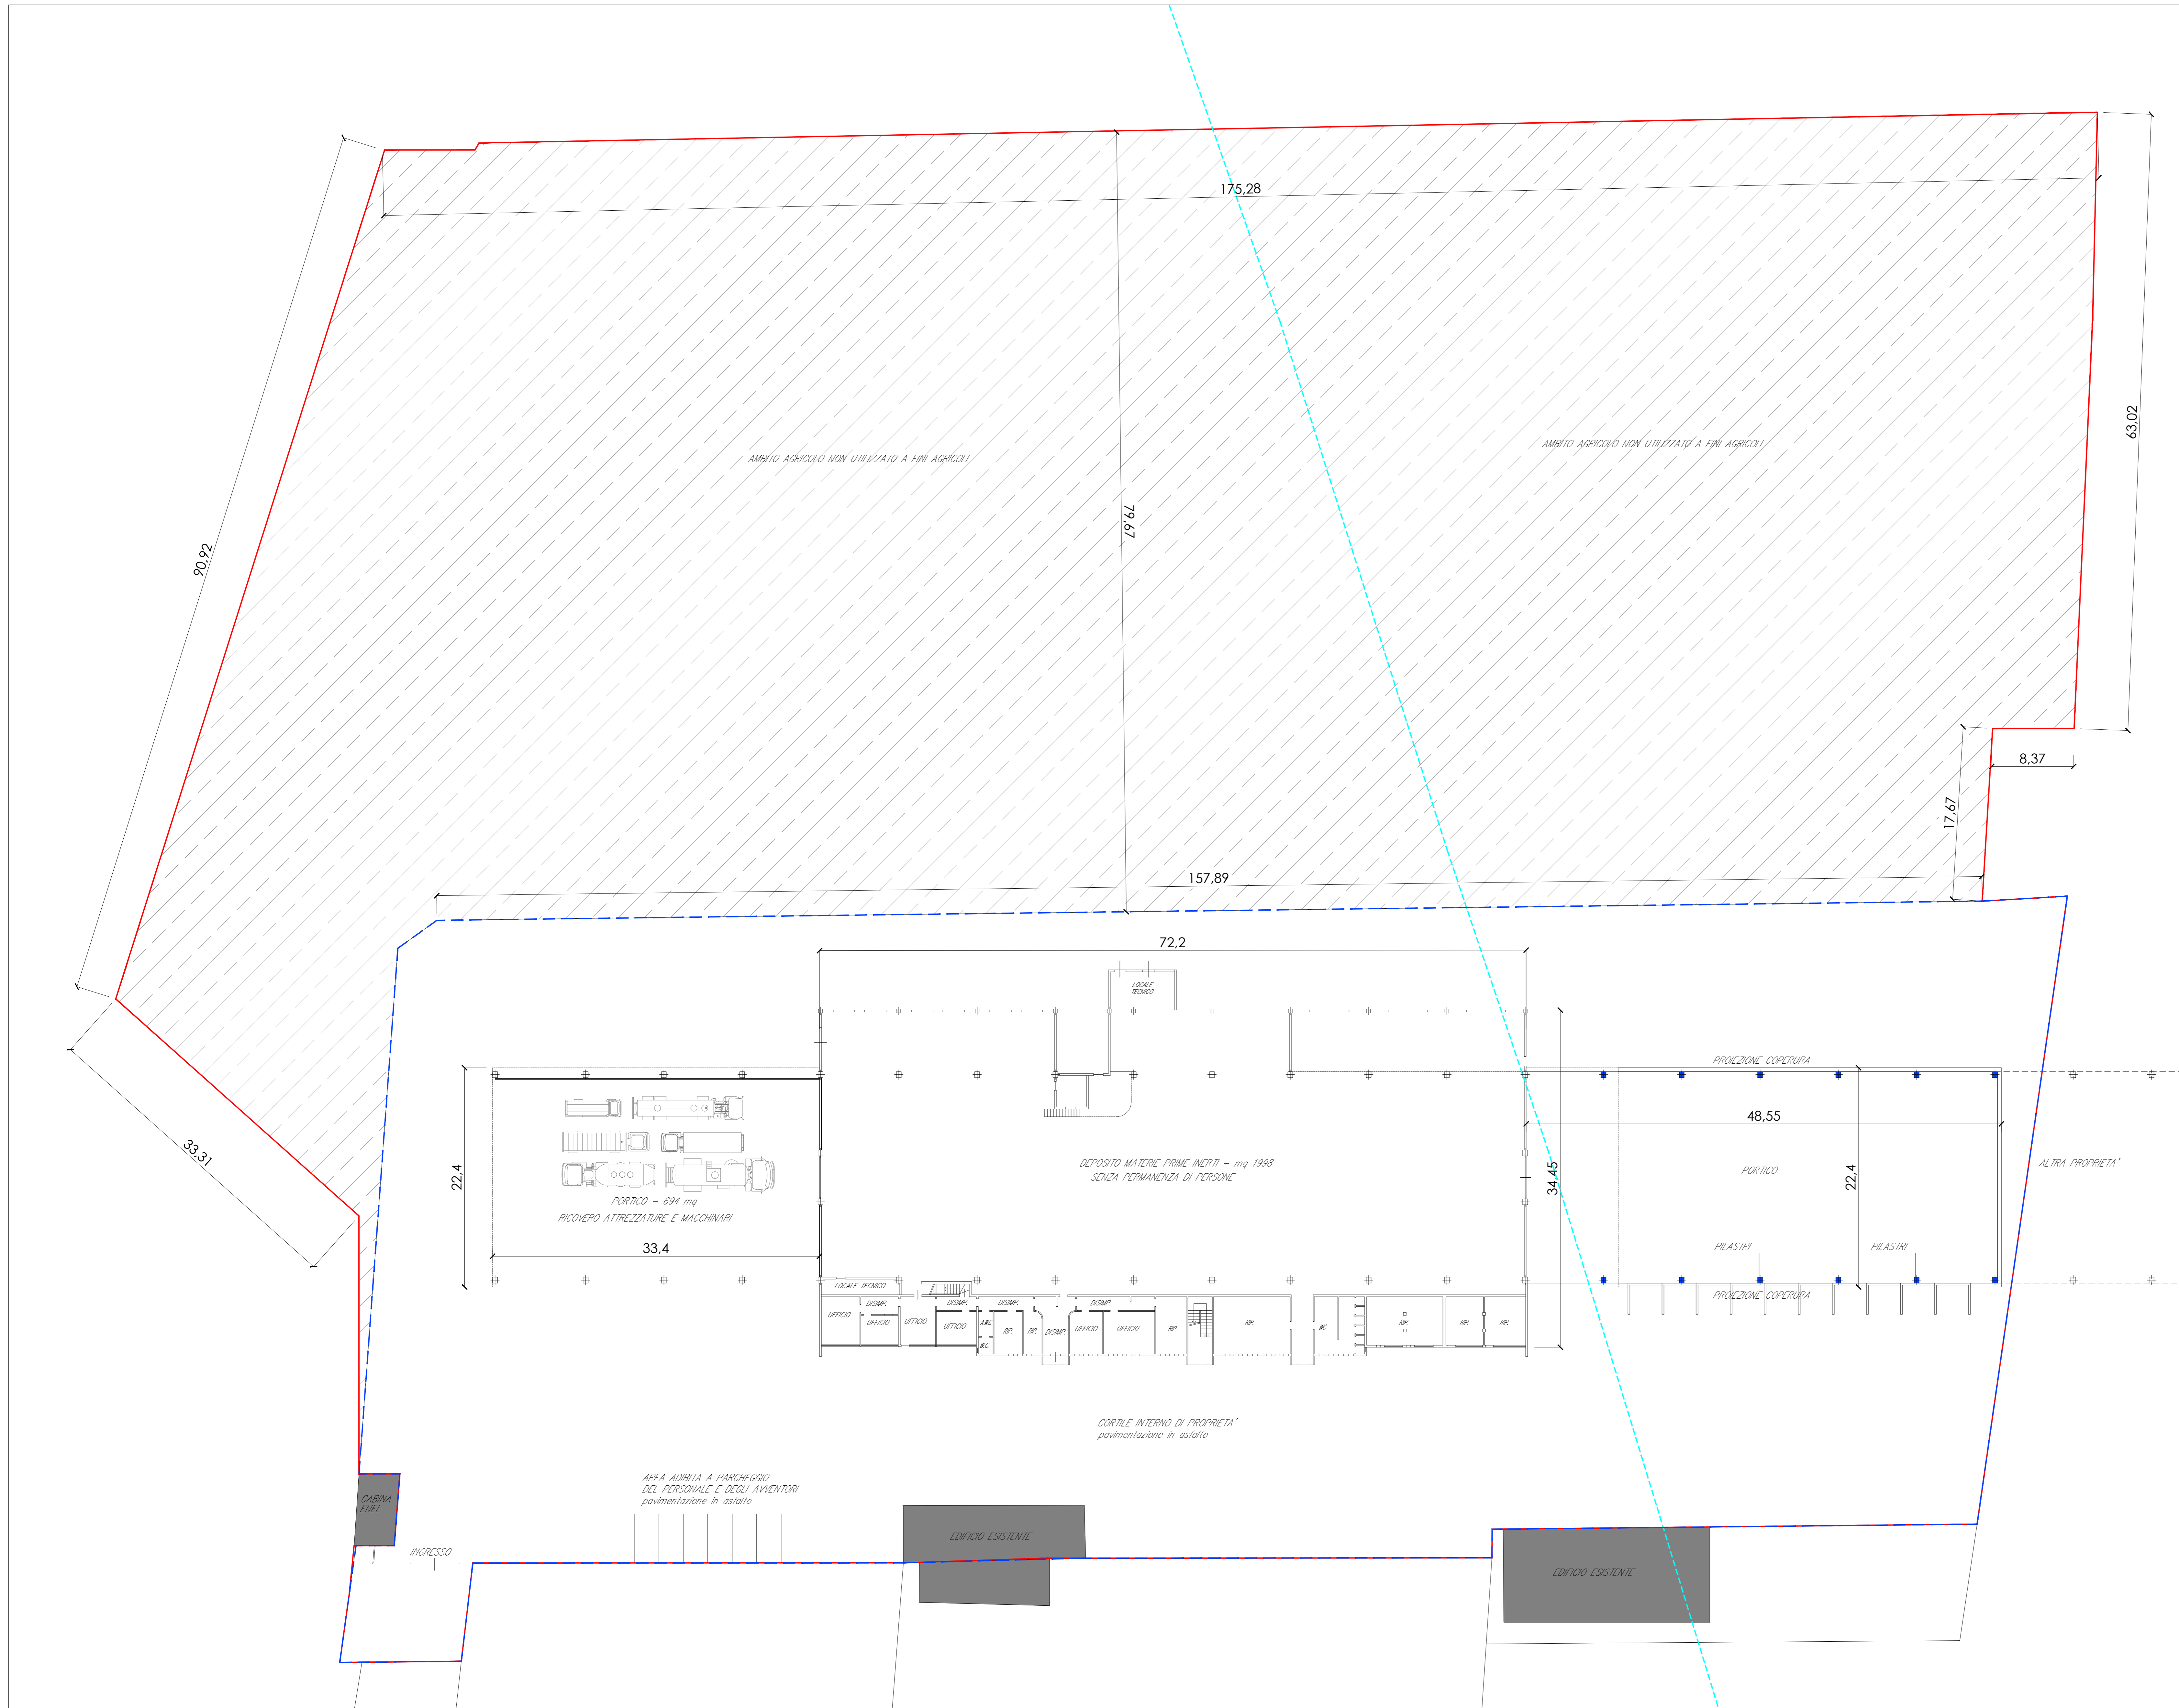 175,28
63,02
AMBITO AGRICOLO NON UTILIZZATO A FINI AGRICOLI
AMBITO AGRICOLO NON UTILIZZATO A FINI AGRICOLI
79,67
90,92
8,37
17,67
157,89
72,2
LOCALE
TECNICO
PROIEZIONE COPERURA
33,31
22,4
48,55
DEPOSITO MATERIE PRIME INERTI - mq 1998
SENZA PERMANENZA DI PERSONE
34,45
PORTICO
22,4
ALTRA PROPRIETA'
PORTICO - 694 mq
RICOVERO ATTREZZATURE E MACCHINARI
33,4
PILASTRI
PILASTRI
PROIEZIONE COPERURA
LOCALE TECNICO
DISIMP.
DISIMP.
DISIMP.
DISIMP.
UFFICIO
UFFICIO
UFFICIO
UFFICIO
A.W.C.
W.C.
RIP.
RIP.
DISIMP.
UFFICIO
UFFICIO
RIP.
RIP.
WC
RIP.
RIP.
RIP.
CORTILE INTERNO DI PROPRIETA'
pavimentazione in asfalto
AREA ADIBITA A PARCHEGGIO
DEL PERSONALE E DEGLI AVVENTORI
pavimentazione in asfalto
CABINA
ENEL
INGRESSO
EDIFICIO ESISTENTE
EDIFICIO ESISTENTE